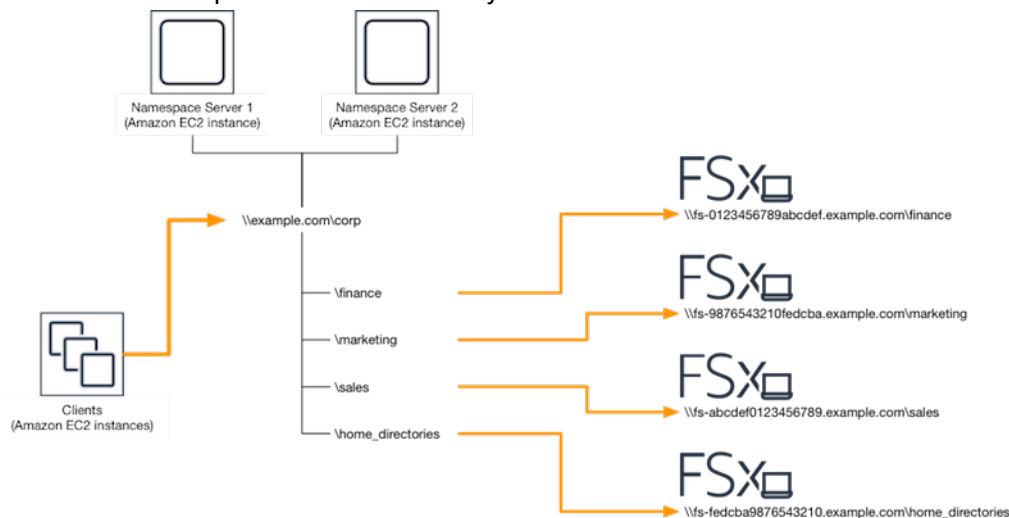 Namespace Server 1
(Amazon EC2 instance)
Namespace Server 2
(Amazon EC2 instance)
\\example.com\corp
\finance
\marketing
\sales
\home_directories
Clients
(Amazon EC2 instances)
FSx
\\fs-0123456789abcdef.example.com\finance
FSx
\\fs-9876543210fedcba.example.com\marketing
FSx
\\fs-abcdef0123456789.example.com\sales
FSx
\\fs-fedcba9876543210.example.com\home_directories